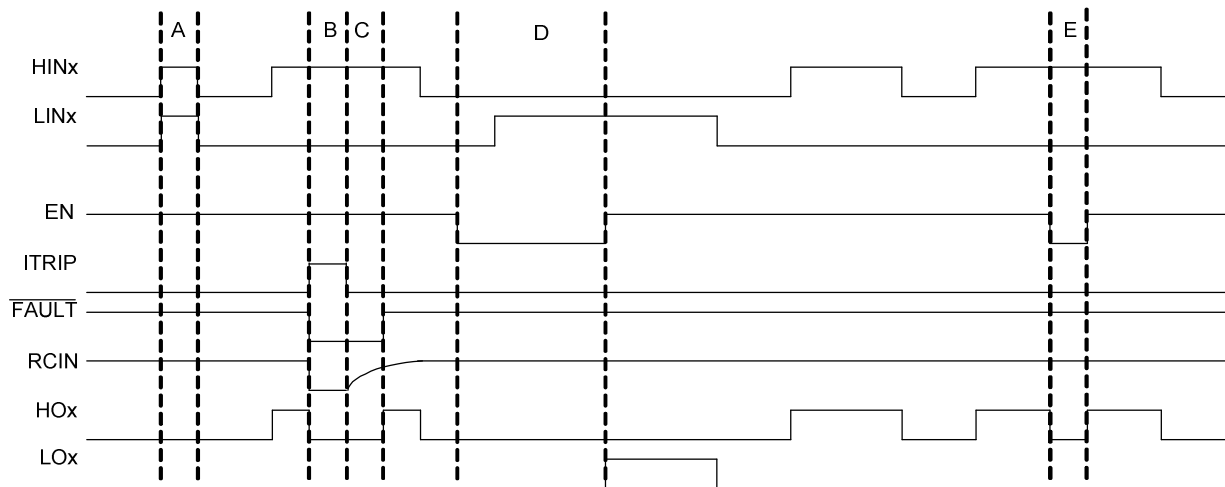 A B C D E
HINx
LINx
EN
ITRIP
FAULT
RCIN
HOx
LOx